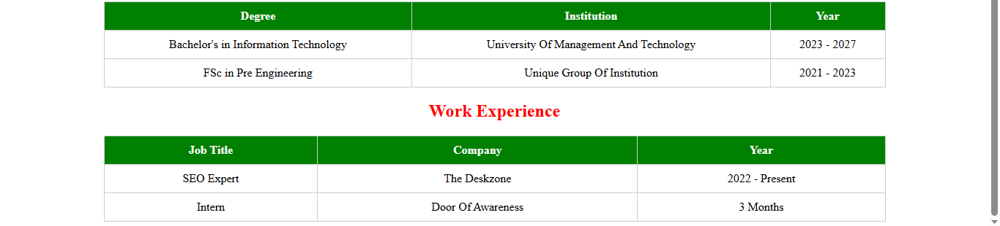 Degree Institution Year
Bachelor's in Information Technology University Of Management And Technology 2023 - 2027
FSc in Pre Engineering Unique Group Of Institution 2021 - 2023
Work Experience
Job Title Company Year
SEO Expert The Deskzone 2022 - Present
Intern Door Of Awareness 3 Months